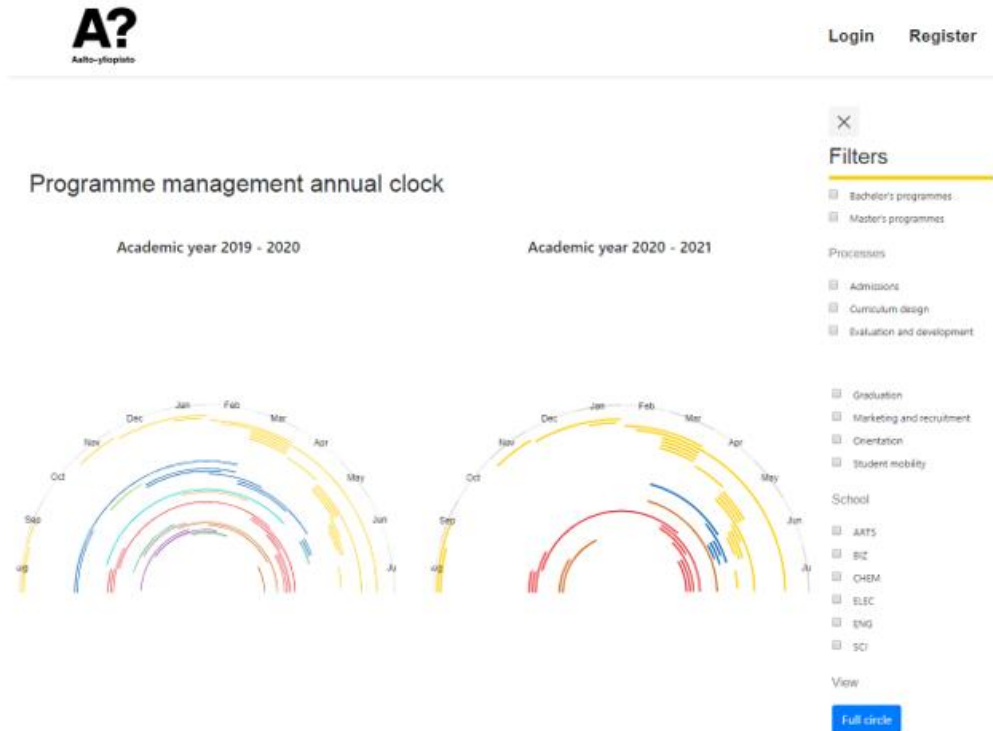 A?
Aalto-yliopisto
Login
Register
Filters
Bachelor's programmes
Master's programmes
Programme management annual clock
Academic year 2019 - 2020
Academic year 2020 - 2021
Processes
Admissions
Curriculum design
Evaluation and development
Graduation
Marketing and recruitment
Orientation
Student mobility
School
ARTS
BIZ
CHEM
ELEC
ENG
SCI
View
Full circle
Sep
Oct
Nov
Dec
Jan
Feb
Mar
Apr
May
Jun
Sep
Oct
Nov
Dec
Jan
Feb
Mar
Apr
May
Jun